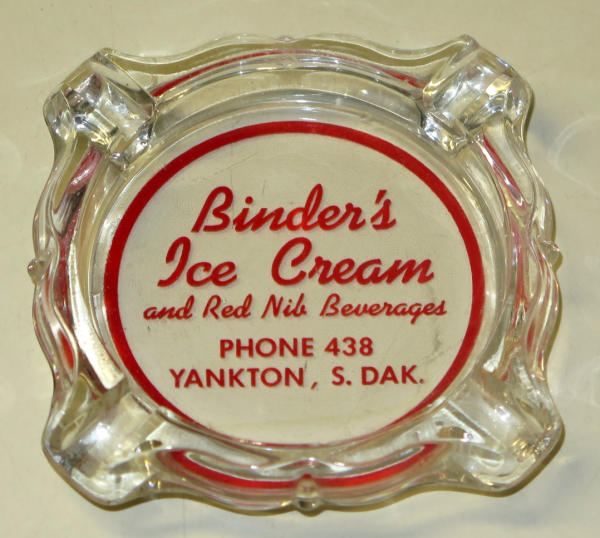 Binder's
Ice Cream
and Red Nib Beverages
PHONE 438
YANKTON, S. DAK.